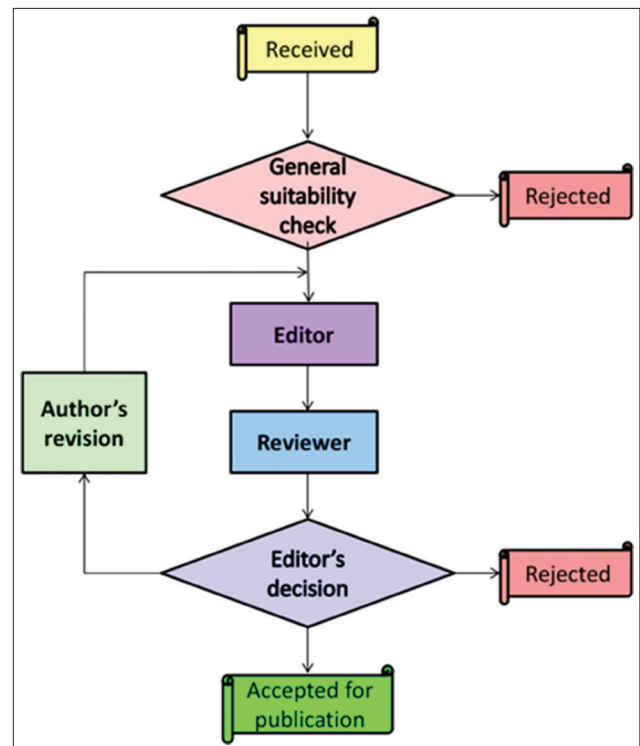 Received
General
suitability
check
Rejected
Editor
Author's
revision
Reviewer
Editor's
decision
Rejected
Accepted for
publication